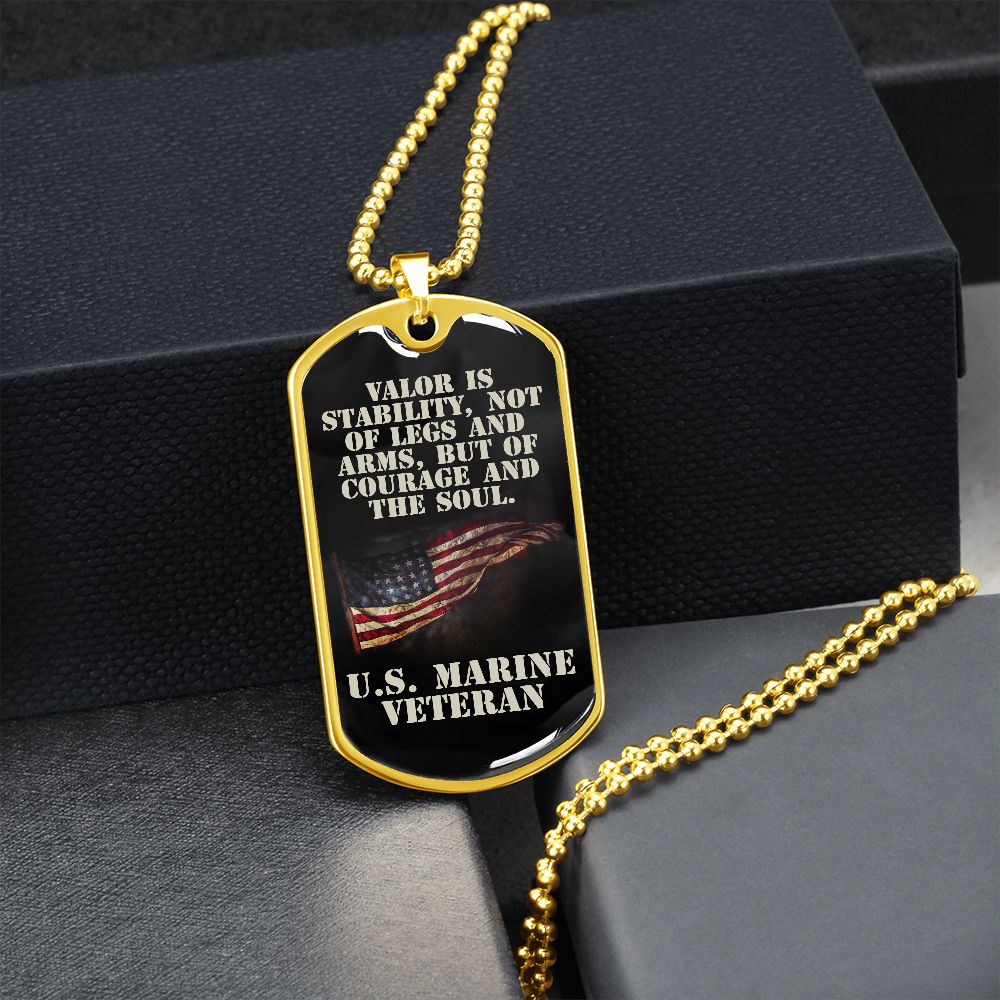 VALOR IS
STABILITY, NOT
OF LEGS AND
ARMS, BUT OF
COURAGE AND
THE SOUL.
U.S. MARINE
VETERAN